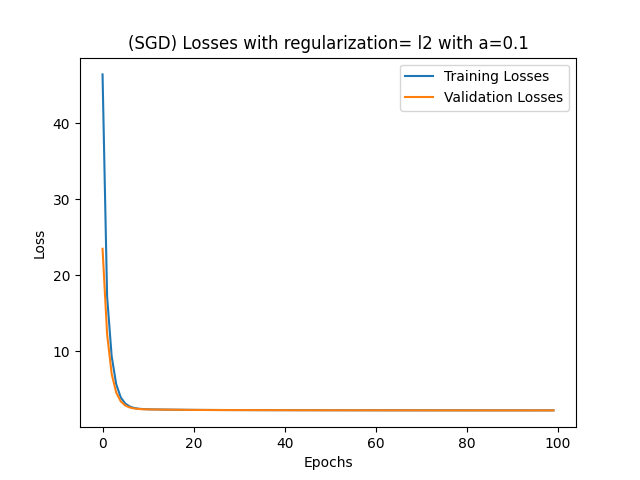 (SGD) Losses with regularization= l2 with a=0.1
Training Losses
Validation Losses
Loss
40
30
20
10
0
20
40
60
80
100
Epochs